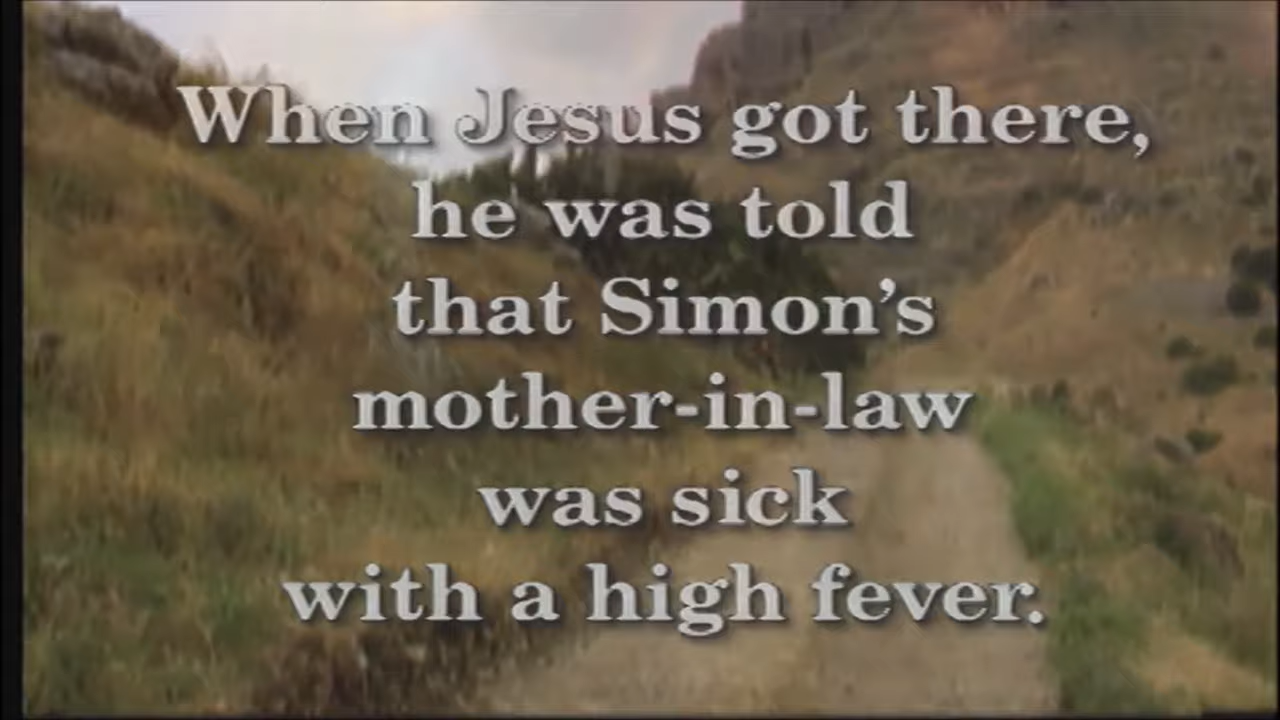 When Jesus got there,
he was told
that Simon’s
mother-in-law
was sick
with a high fever.